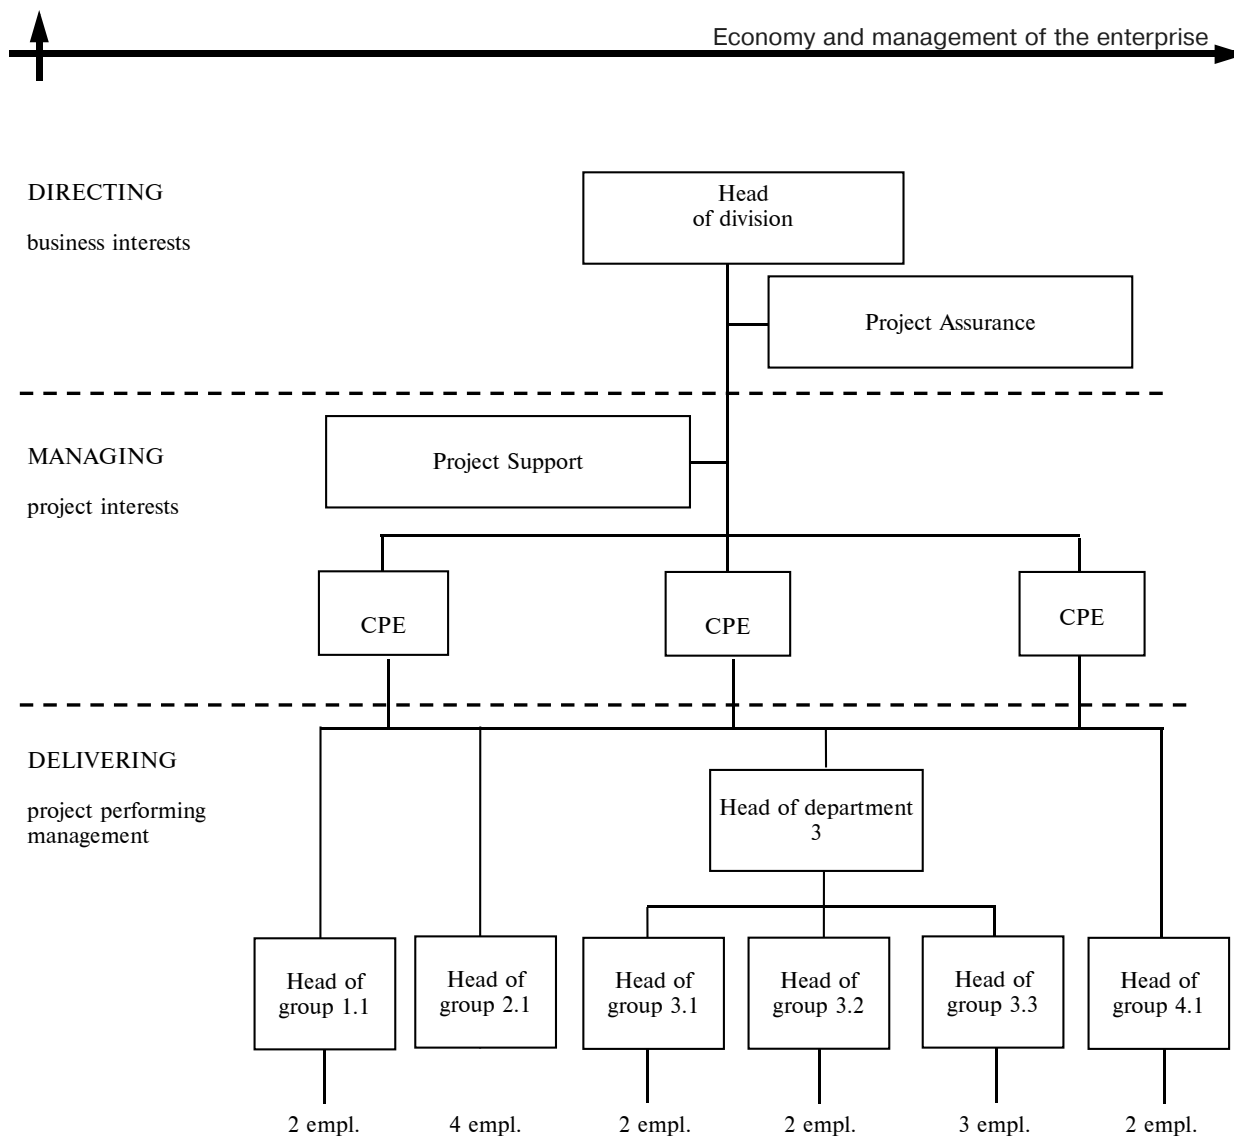 Economy and management of the enterprise
DIRECTING
business interests
Head
of division
Project Assurance
MANAGING
project interests
Project Support
CPE
CPE
CPE
DELIVERING
project performing
management
Head of department
3
Head of
group 1.1
Head of
group 2.1
Head of
group 3.1
Head of
group 3.2
Head of
group 3.3
Head of
group 4.1
2 empl.
4 empl.
2 empl.
2 empl.
3 empl.
2 empl.